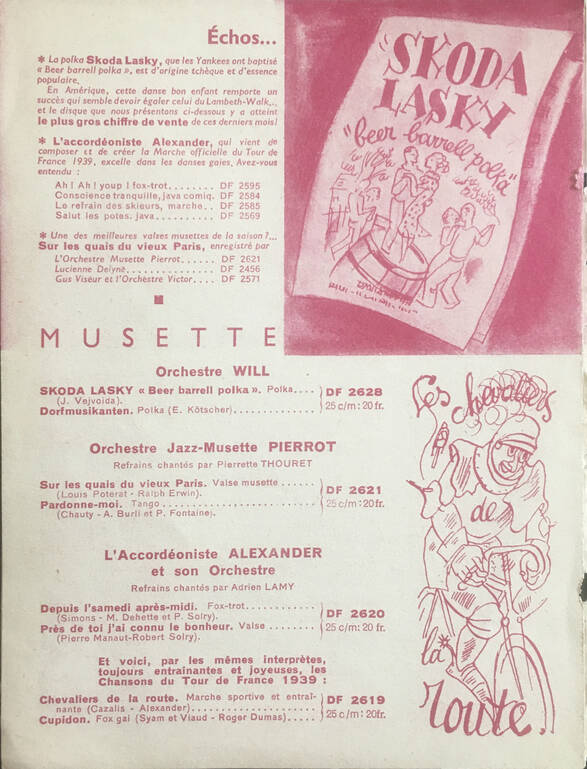 Échos...
* La polka Skoda Lasky, que les Yankees ont baptisé
« Beer barrell polka », est d'origine tchèque et d'essence
populaire.
En Amérique, cette danse bon enfant remporte un
succès qui semble devoir égaler celui du Lambeth-Walk...
et le disque que nous présentons ci-dessous y a atteint
le plus gros chiffre de vente de ces derniers mois!
* L'accordéoniste Alexander, qui vient de
composer et de créer la Marche officielle du Tour de
France 1939, excelle dans les danses gaies. Avez-vous
entendu :
Ah ! Ah ! youp ! fox-trot........ DF 2595
Conscience tranquille, java comiq. DF 2584
Le refrain des skieurs, marche.. DF 2585
Salut les potes. java.......... DF 2569
* Une des meilleures valses musettes de la saison ?...
Sur les quais du vieux Paris, enregistré par
L'Orchestre Musette Pierrot...... DF 2621
Lucienne Delyne............... DF 2456
Gus Viseur et l'Orchestre Victor.... DF 2571
"SKODA
LASKY
"beer barrell polka"
MUSETTE
Orchestre WILL
SKODA LASKY « Beer barrell polka ». Polka.... DF 2628
(J. Vejvoida).
Dorfmusikanten. Polka (E. Kötscher)............. 25 c/m : 20 fr.
Orchestre Jazz-Musette PIERROT
Refrains chantés par Pierrette THOURET
Sur les quais du vieux Paris. Valse musette ...... DF 2621
(Louis Poterat - Ralph Erwin).
Pardonne-moi. Tango...................... 25 c/m : 20 fr.
(Chauty - A. Burli et P. Fontaine).
L'Accordéoniste ALEXANDER
et son Orchestre
Refrains chantés par Adrien LAMY
Depuis l'samedi après-midi. Fox-trot........... DF 2620
(Simons - M. Dehette et P. Solry).
Près de toi j'ai connu le bonheur. Valse ....... 25 c/m : 20 fr.
(Pierre Manaut-Robert Solry).
Et voici, par les mêmes interprètes,
toujours entrainantes et joyeuses, les
Chansons du Tour de France 1939 :
Chevaliers de la route. Marche sportive et entraî-
nante (Cazalis - Alexander).................. DF 2619
Cupidon. Fox gai (Syam et Viaud - Roger Dumas)..... 25 c/m : 20fr.
Les chevaliers
de
la
route